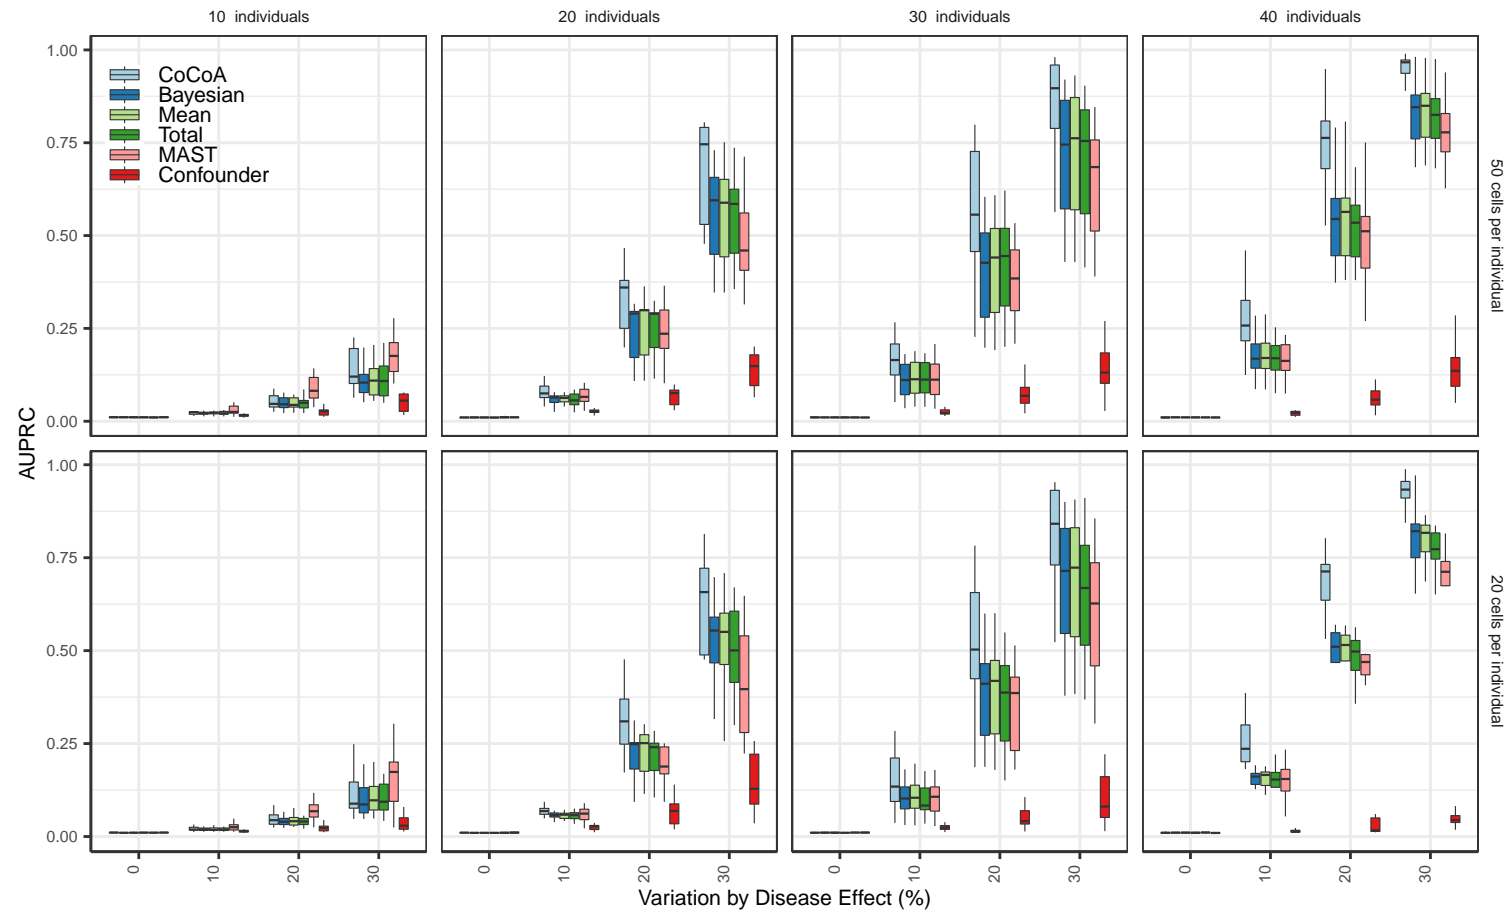 10 individuals
20 individuals
30 individuals
40 individuals
1.00
0.75
0.50
0.25
0.00
CoCoA
Bayesian
Mean
Total
MAST
Confounder
50 cells per individual
AUPRC
1.00
0.75
0.50
0.25
0.00
20 cells per individual
0 10 20 30
0 10 20 30
0 10 20 30
0 10 20 30
Variation by Disease Effect (%)